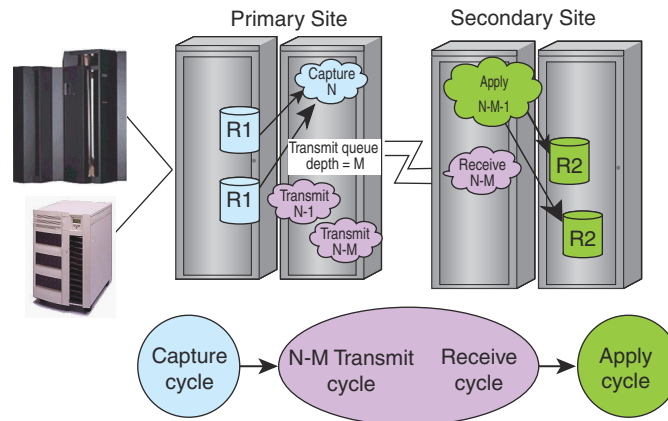 Primary Site
Secondary Site
Capture
N
R1
R1
Transmit queue
depth = M
Transmit
N-1
Transmit
N-M
Apply
N-M-1
Receive
N-M
R2
R2
Capture
cycle
N-M Transmit
cycle
Receive
cycle
Apply
cycle